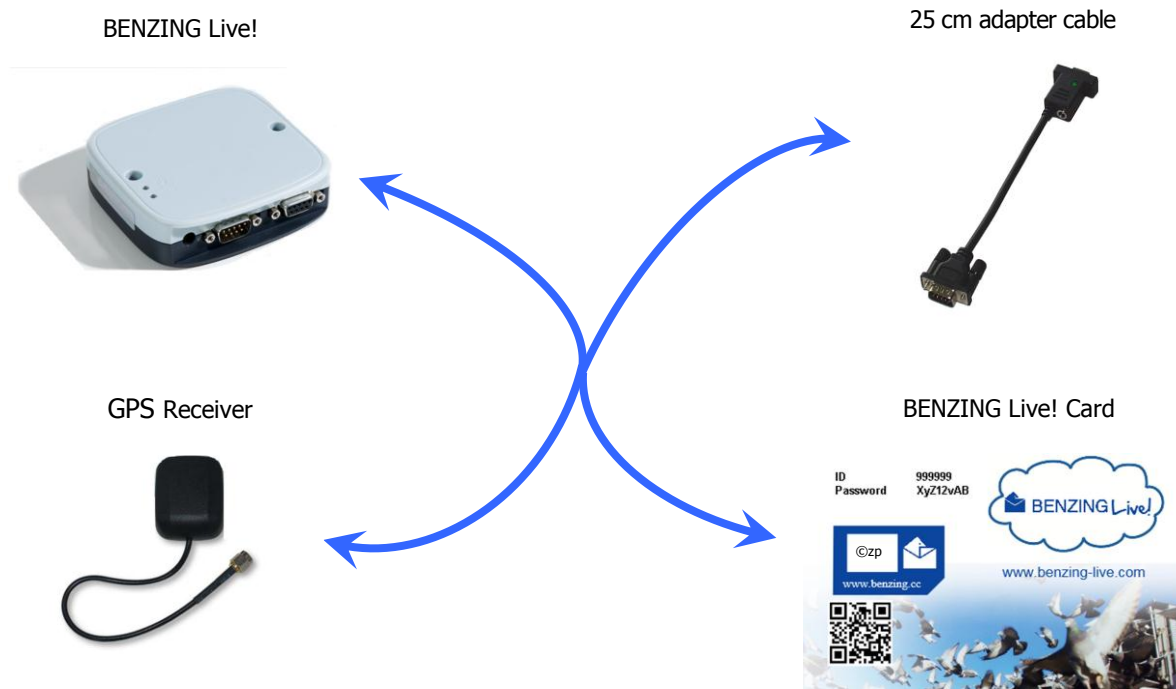 BENZING Live!
25 cm adapter cable
GPS Receiver
BENZING Live! Card
ID 999999
Password XyZ12vAB
BENZING Live!
©zp
www.benzing.cc
www.benzing-live.com